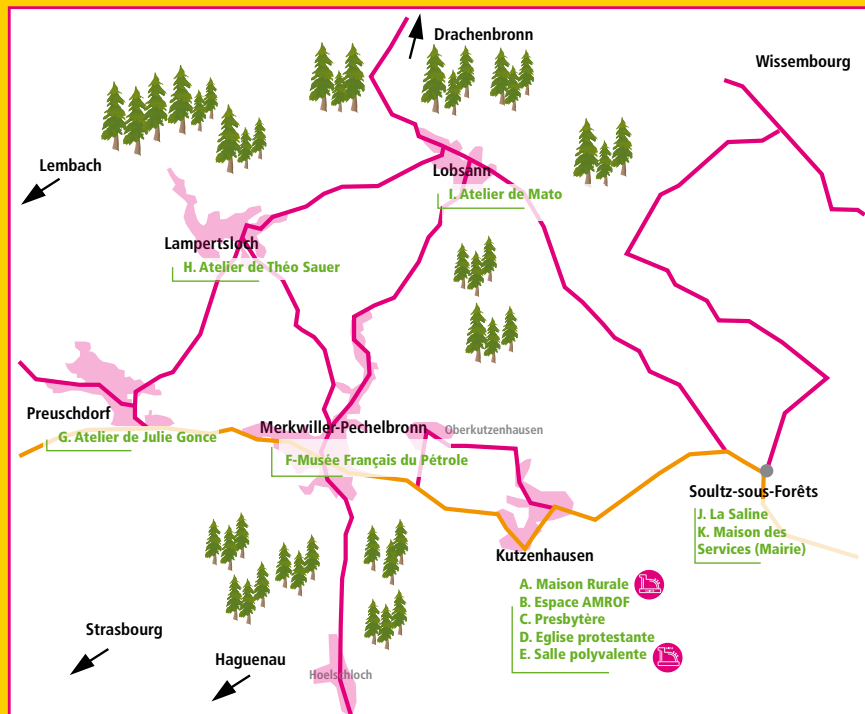 Drachenbronn
Wissembourg
Lembach
Lobsann
I. Atelier de Mato
Lampertsloch
H. Atelier de Théo Sauer
Preuschdorf
G. Atelier de Julie Gonce
Merkwiller-Pechelbronn
Oberkutzenhausen
F-Musée Français du Pétrole
Soultz-sous-Forêts
J. La Saline
K. Maison des
Services (Mairie)
Kutzenhausen
A. Maison Rurale
B. Espace AMROF
C. Presbytère
D. Eglise protestante
E. Salle polyvalente
Strasbourg
Haguenau
Hoelschloch